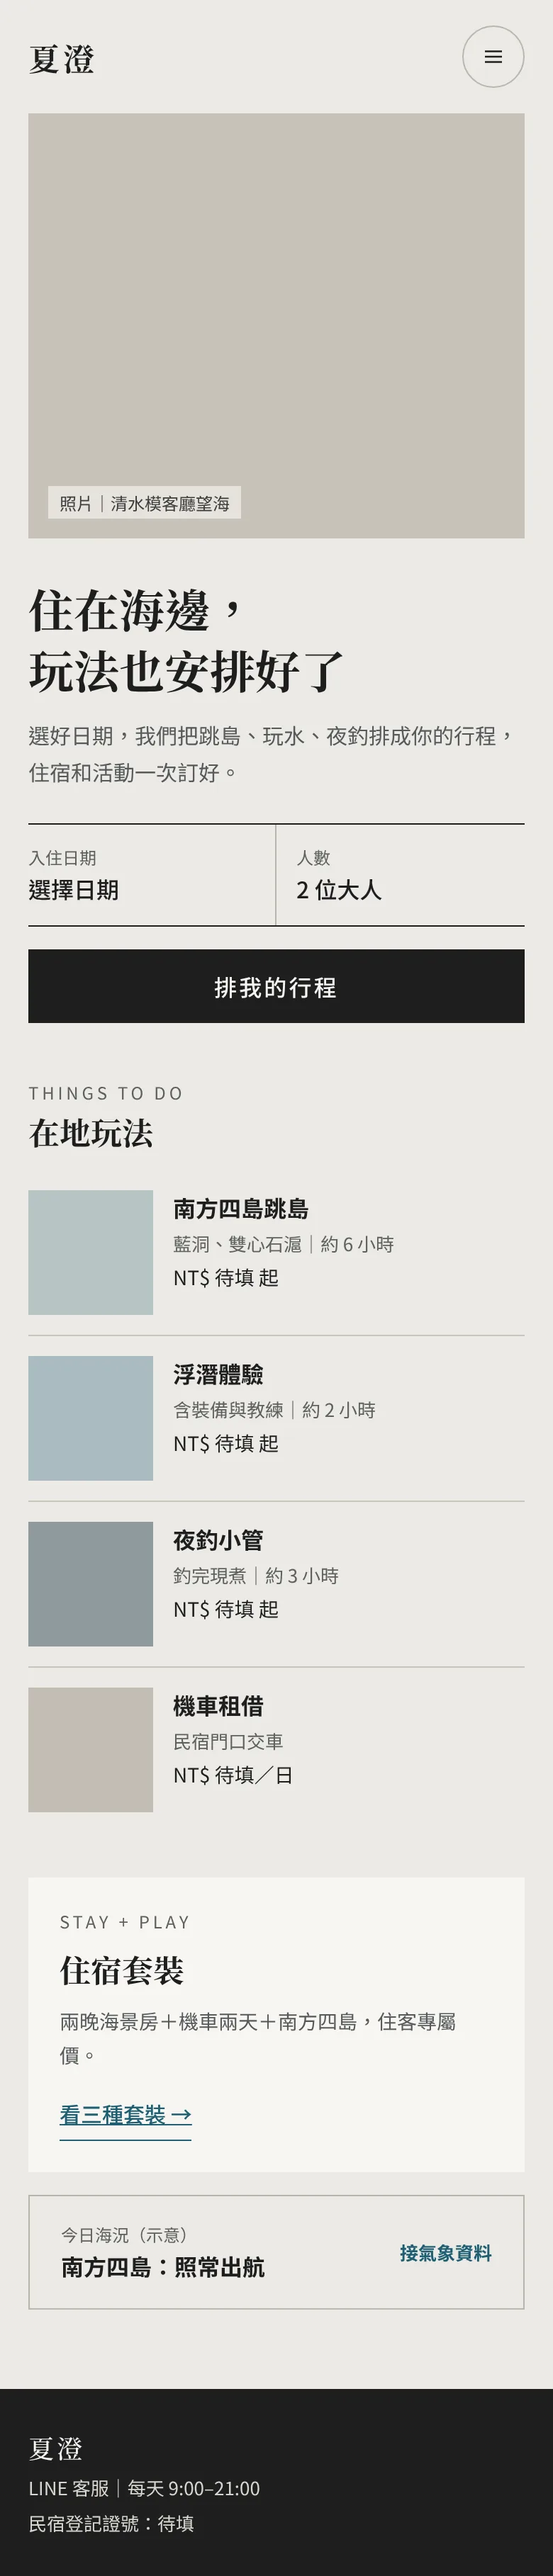 夏澄
照片｜清水模客廳望海
住在海邊，
玩法也安排好了
選好日期，我們把跳島、玩水、夜釣排成你的行程，
住宿和活動一次訂好。
入住日期
選擇日期
人數
2 位大人
排我的行程
THINGS TO DO
在地玩法
南方四島跳島
藍洞、雙心石滬｜約 6 小時
NT$ 待填 起
浮潛體驗
含裝備與教練｜約 2 小時
NT$ 待填 起
夜釣小管
釣完現煮｜約 3 小時
NT$ 待填 起
機車租借
民宿門口交車
NT$ 待填／日
STAY + PLAY
住宿套裝
兩晚海景房＋機車兩天＋南方四島，住客專屬
價。
看三種套裝 →
今日海況（示意）
南方四島：照常出航
接氣象資料
夏澄
LINE 客服｜每天 9:00–21:00
民宿登記證號：待填